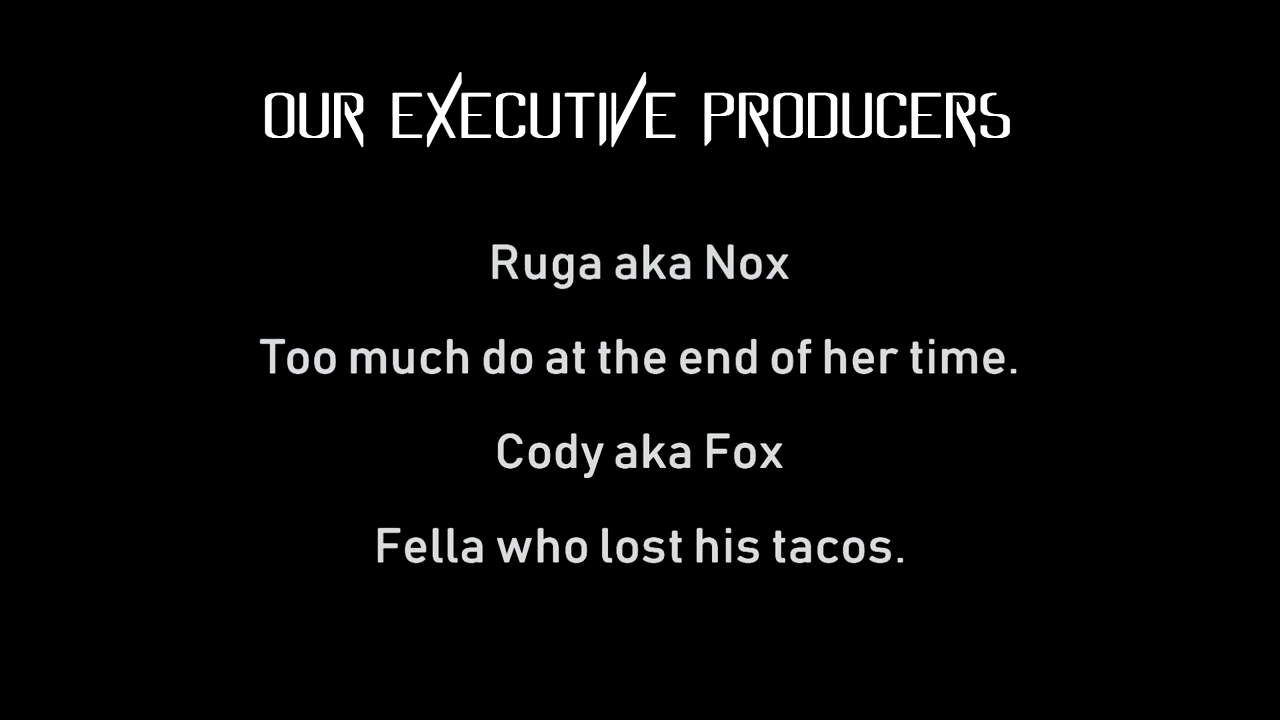 OUR EXECUTIVE PRODUCERS
Ruga aka Nox
Too much do at the end of her time.
Cody aka Fox
Fella who lost his tacos.